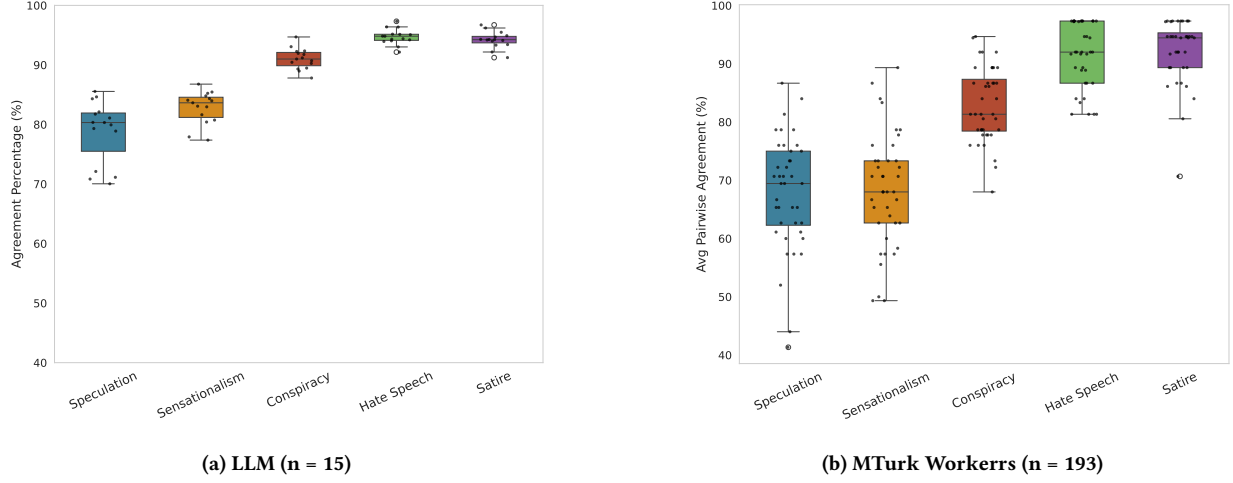 Agreement Percentage (%)
100
90
80
70
60
50
40
Speculation
Sensationalism
Conspiracy
Hate Speech
Satire
(a) LLM (n = 15)
Avg Pairwise Agreement (%)
100
90
80
70
60
50
40
Speculation
Sensationalism
Conspiracy
Hate Speech
Satire
(b) MTurk Workerrs (n = 193)